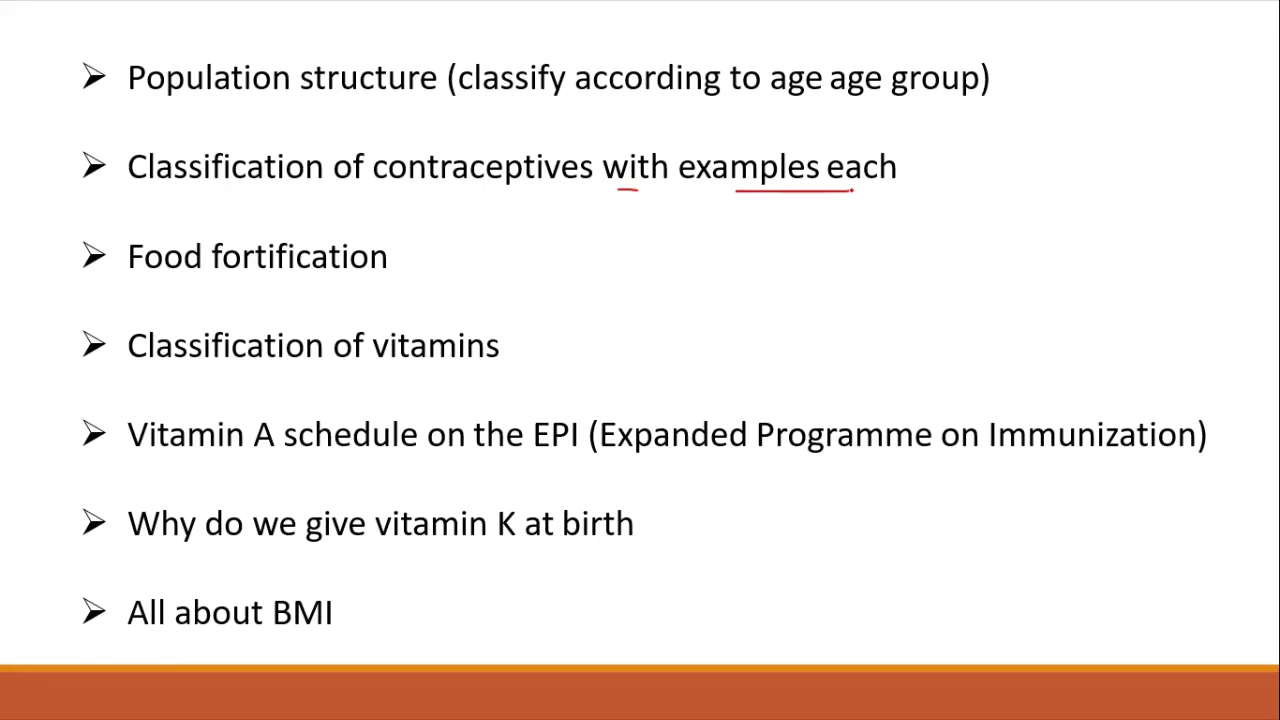 Population structure (classify according to age age group)
Classification of contraceptives with examples each
Food fortification
Classification of vitamins
Vitamin A schedule on the EPI (Expanded Programme on Immunization)
Why do we give vitamin K at birth
All about BMI